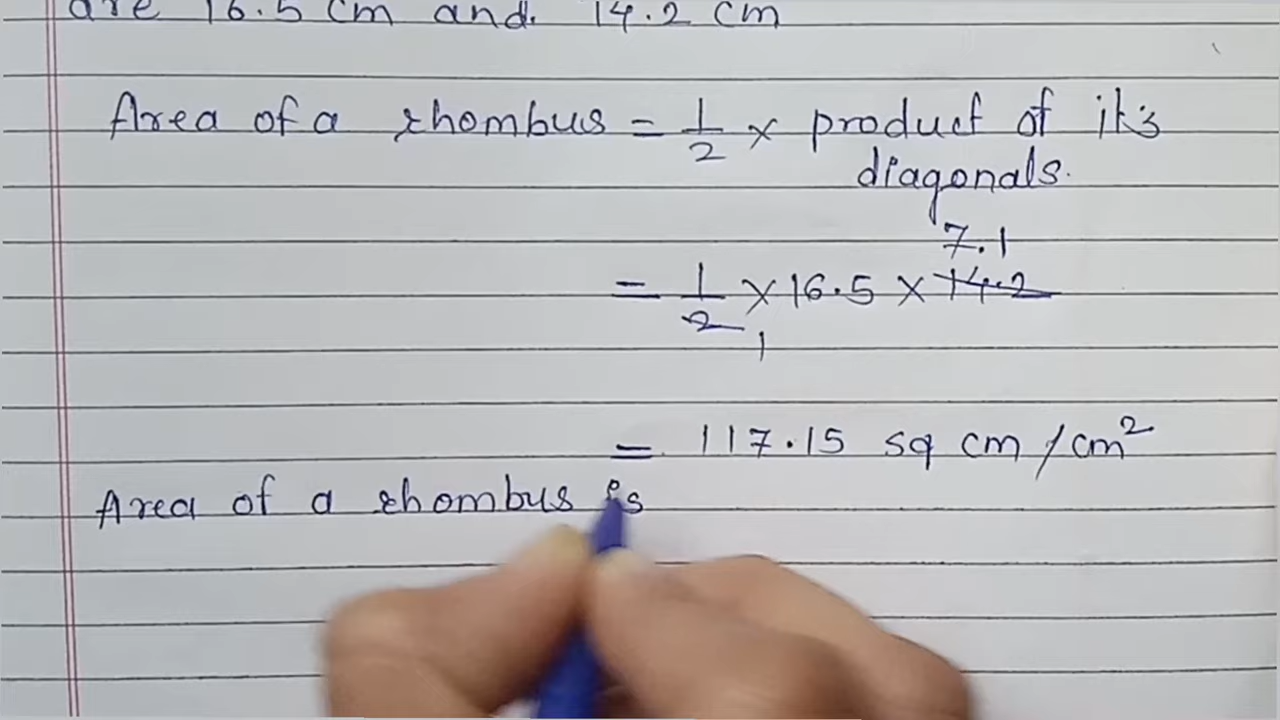 are 16.5 cm and. 14.2 cm
Area of a rhombus = 1/2 × product of it's
diagonals.
7.1
= 1/2 × 16.5 × 14.2
1
= 117.15 sq cm / cm²
Area of a rhombus is